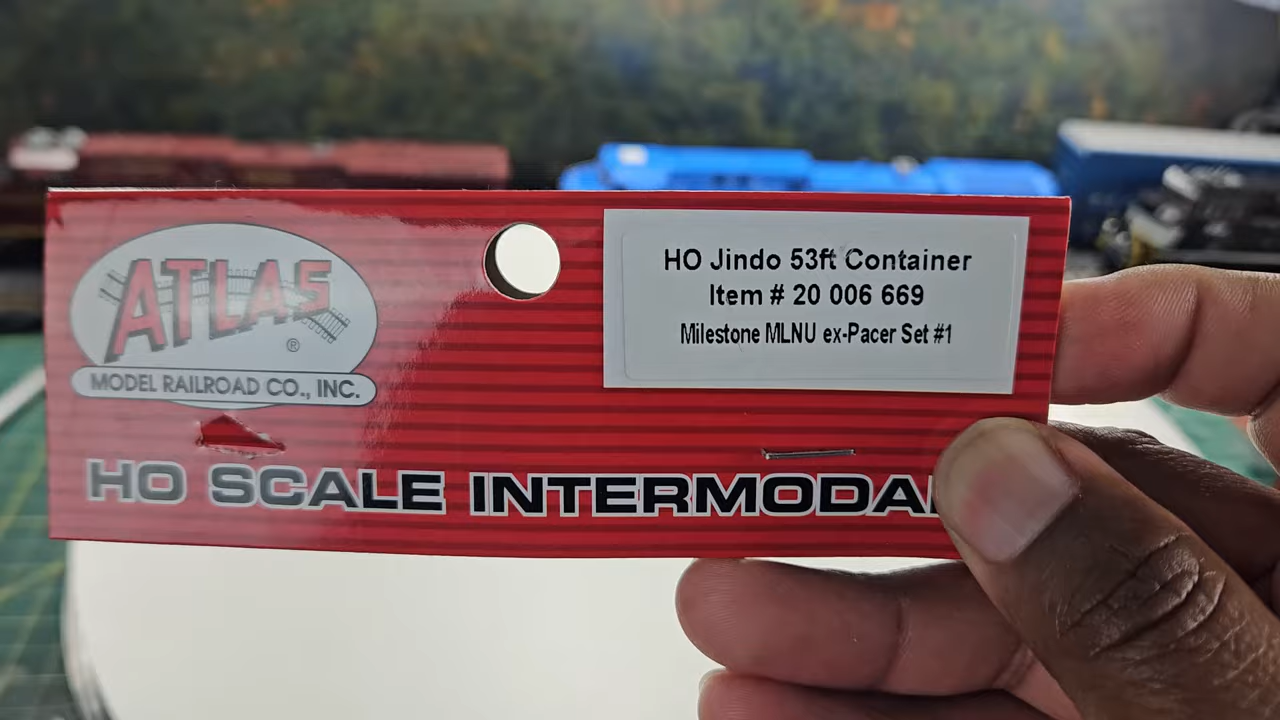 ATLAS
®
MODEL RAILROAD CO., INC.
HO Jindo 53ft Container
Item # 20 006 669
Milestone MLNU ex-Pacer Set #1
HO SCALE INTERMODA